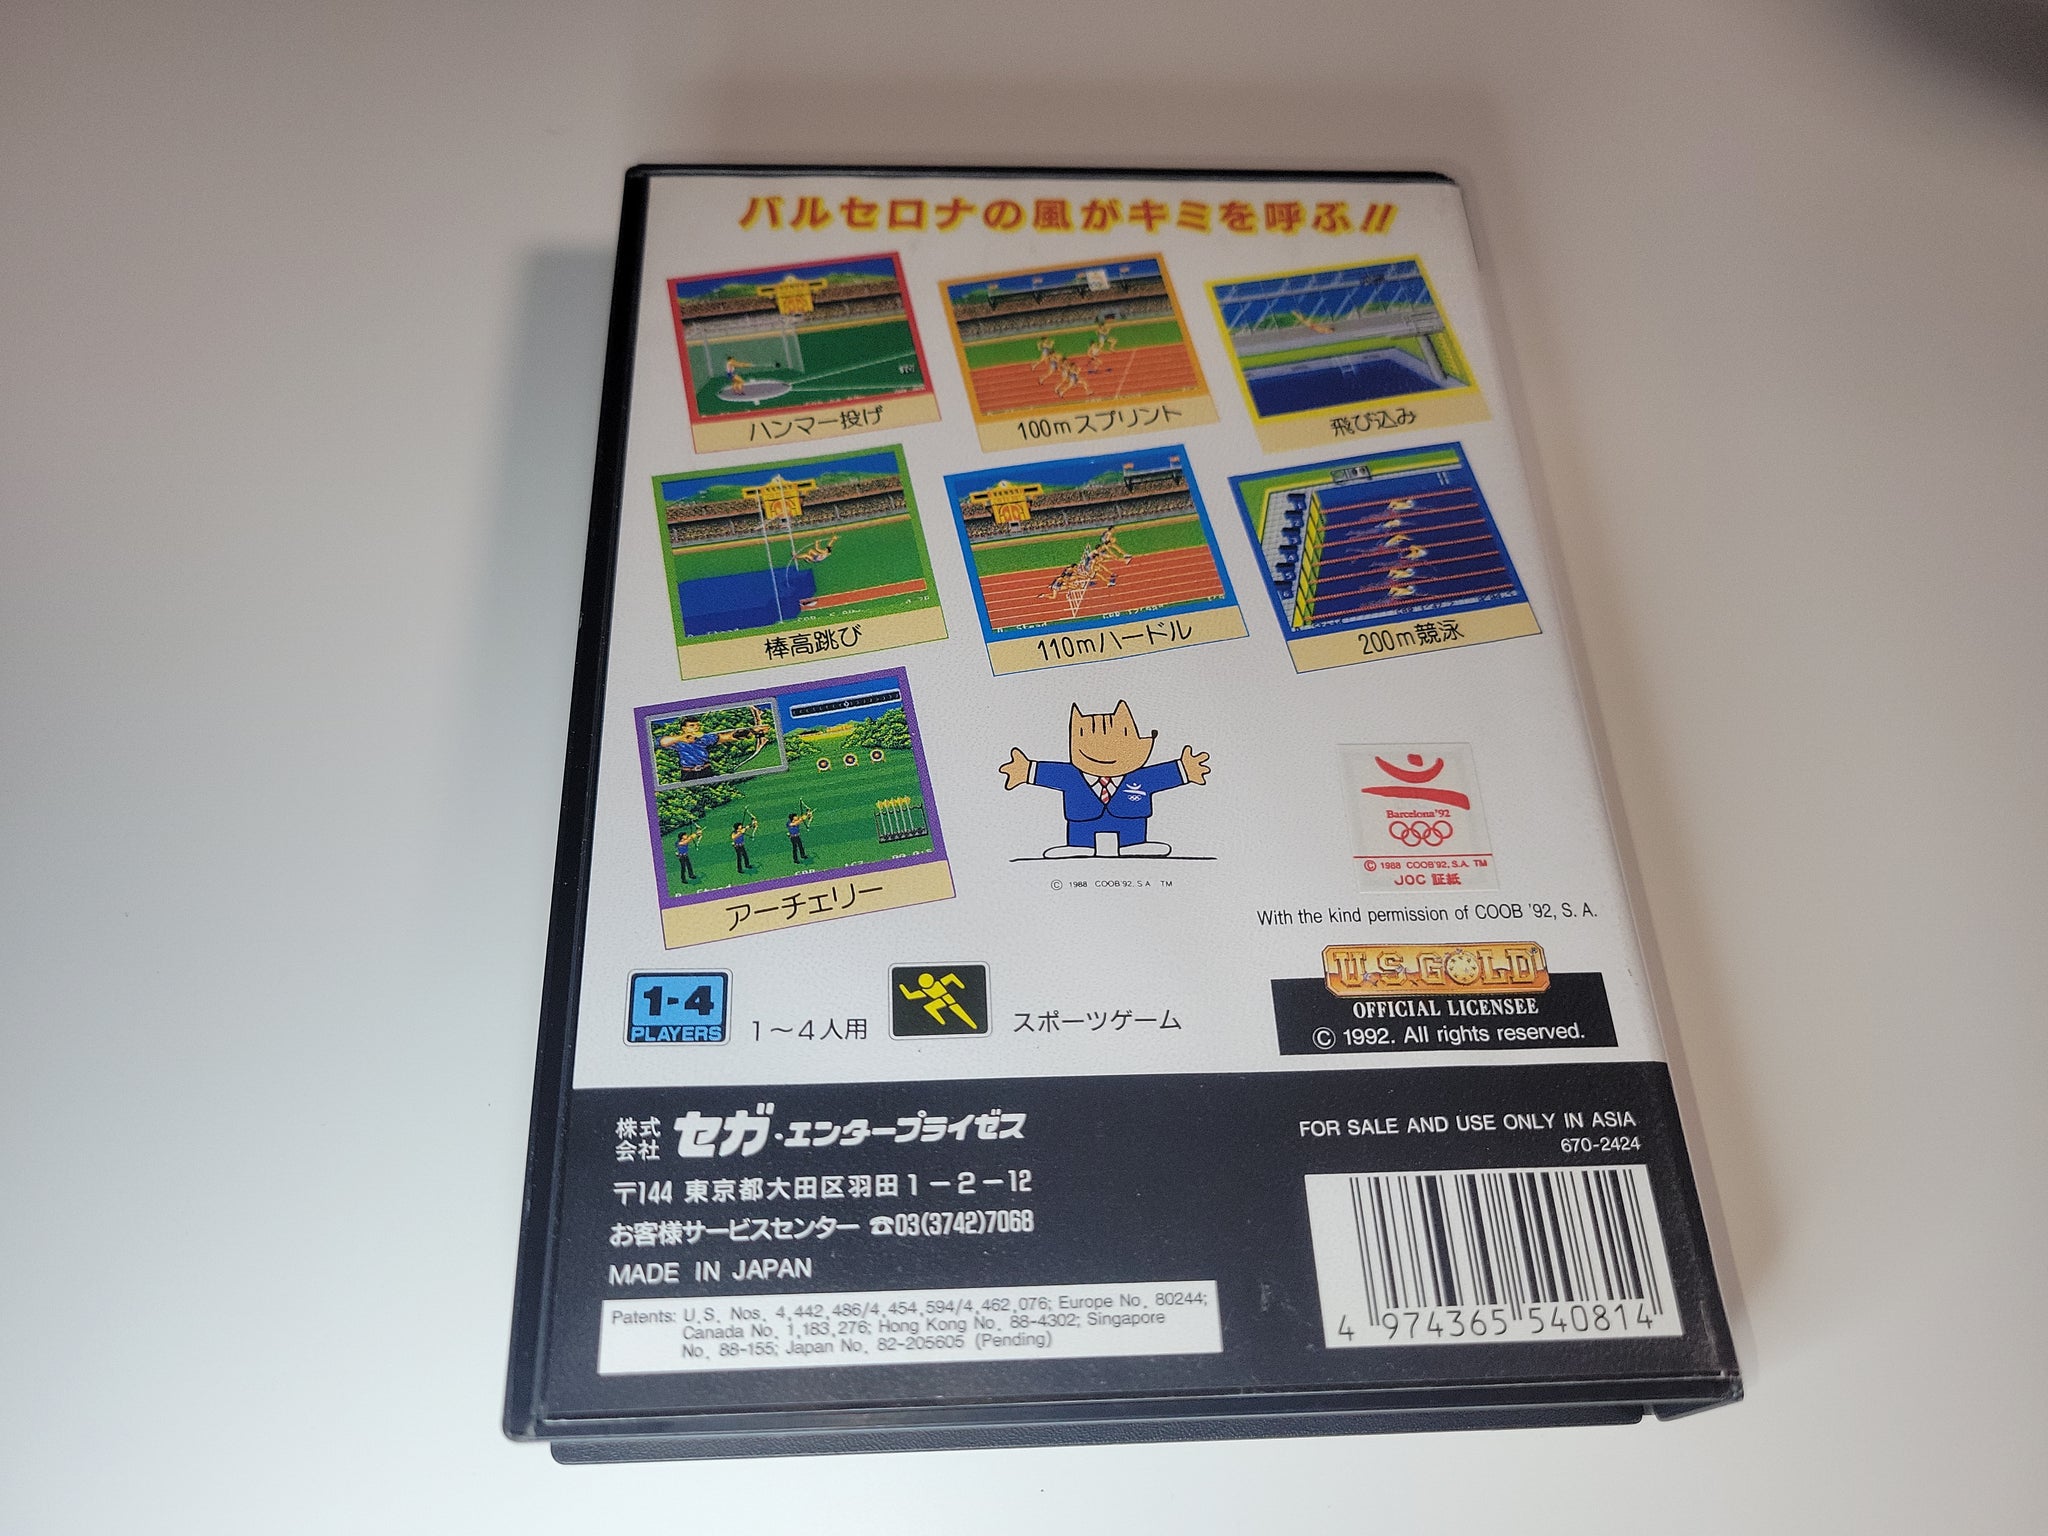 バルセロナの風がキミを呼ぶ!!
ハンマー投げ
100mスプリント
飛び込み
棒高跳び
110mハードル
200m競泳
アーチェリー
© 1988 COOB'92, S.A TM
Barcelona'92
© 1988 COOB'92, S.A. TM
JOC 証紙
With the kind permission of COOB '92, S. A.
1-4
PLAYERS
1～4人用
スポーツゲーム
U.S. GOLD®
OFFICIAL LICENSEE
© 1992. All rights reserved.
株式会社 セガ・エンタープライゼス
〒144 東京都大田区羽田1-2-12
お客様サービスセンター ☎03(3742)7068
MADE IN JAPAN
Patents: U.S. Nos. 4,442,486/4,454,594/4,462,076; Europe No. 80244;
Canada No. 1,183,276; Hong Kong No. 88-4302; Singapore
No. 88-155; Japan No. 82-205605 (Pending)
FOR SALE AND USE ONLY IN ASIA
670-2424
4 974365 540814